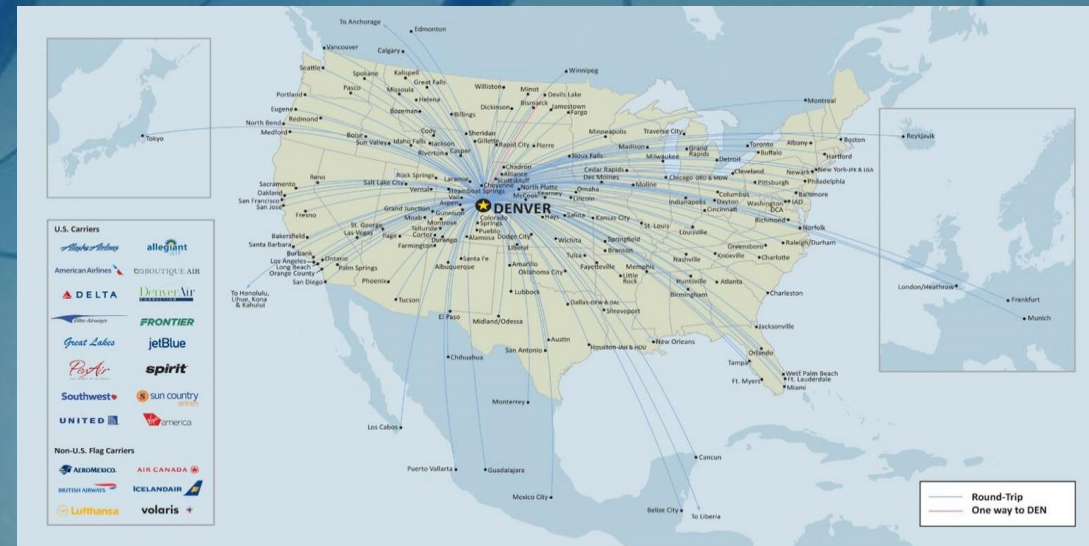 To Anchorage
Edmonton
Vancouver
Calgary
Seattle
Spokane
Kalispell
Great Falls
Williston
Minot
Winnipeg
Devils Lake
Bismarck
Jamestown
Fargo
Pasco
Missoula
Helena
Dickinson
Portland
Bozeman
Billings
Montreal
Eugene
Redmond
North Bend
Medford
Boise
Cody
Sheridan
Sun Valley
Idaho Falls
Jackson
Gillette
Rapid City
Pierre
Riverton
Casper
Minneapolis
Traverse City
Madison
Milwaukee
Grand
Rapids
Detroit
Toronto
Buffalo
Albany
Boston
Hartford
Reykjavik
Tokyo
Sioux Falls
Chadron
Alliance
Scottsbluff
Cedar Rapids
Des Moines
Moline
Chicago ORD & MDW
Cleveland
Newark
New York-JFK & LGA
Pittsburgh
Philadelphia
Reno
Rock Springs
Laramie
Cheyenne
Salt Lake City
Vernal
Steamboat Springs
North Platte
McCook
Kearney
Omaha
Lincoln
Sacramento
Oakland
San Francisco
San Jose
Fresno
Vail
Aspen
Grand Junction
Gunnison
Moab
Montrose
DENVER
Colorado
Springs
Pueblo
Hays
Salina
Kansas City
St. Louis
Indianapolis
Columbus
Dayton
Cincinnati
Louisville
Washington
IAD
DCA
Baltimore
Richmond
Norfolk
St. George
Las Vegas
Telluride
Page
Cortez
Durango
Farmington
Alamosa
Dodge City
Liberal
Wichita
Springfield
Branson
Raleigh/Durham
Greensboro
Bakersfield
Santa Barbara
Burbank
Los Angeles
Ontario
Long Beach
Orange County
Palm Springs
San Diego
Phoenix
Santa Fe
Albuquerque
Amarillo
Tulsa
Oklahoma City
Fayetteville
Memphis
Little
Rock
Nashville
Knoxville
Charlotte
Huntsville
Atlanta
Birmingham
Charleston
London/Heathrow
Frankfurt
Munich
To Honolulu,
Lihue, Kona
& Kahului
Tucson
El Paso
Lubbock
Midland/Odessa
Dallas-DFW & DAL
Shreveport
Austin
San Antonio
Houston-IAH & HOU
New Orleans
Jacksonville
Orlando
Tampa
Ft. Myers
West Palm Beach
Ft. Lauderdale
Miami
Chihuahua
Monterrey
Los Cabos
Puerto Vallarta
Guadalajara
Mexico City
Cancun
Belize City
To Liberia
U.S. Carriers
Alaska Airlines
allegiant
American Airlines
BOUTIQUE AIR
DELTA
Denver Air
CONNECTION
Elite Airways
FRONTIER
Great Lakes
jetBlue
PenAir
spirit
Southwest
sun country
airlines
UNITED
america
Non-U.S. Flag Carriers
AEROMEXICO
AIR CANADA
BRITISH AIRWAYS
ICELANDAIR
Lufthansa
volaris
Round-Trip
One way to DEN